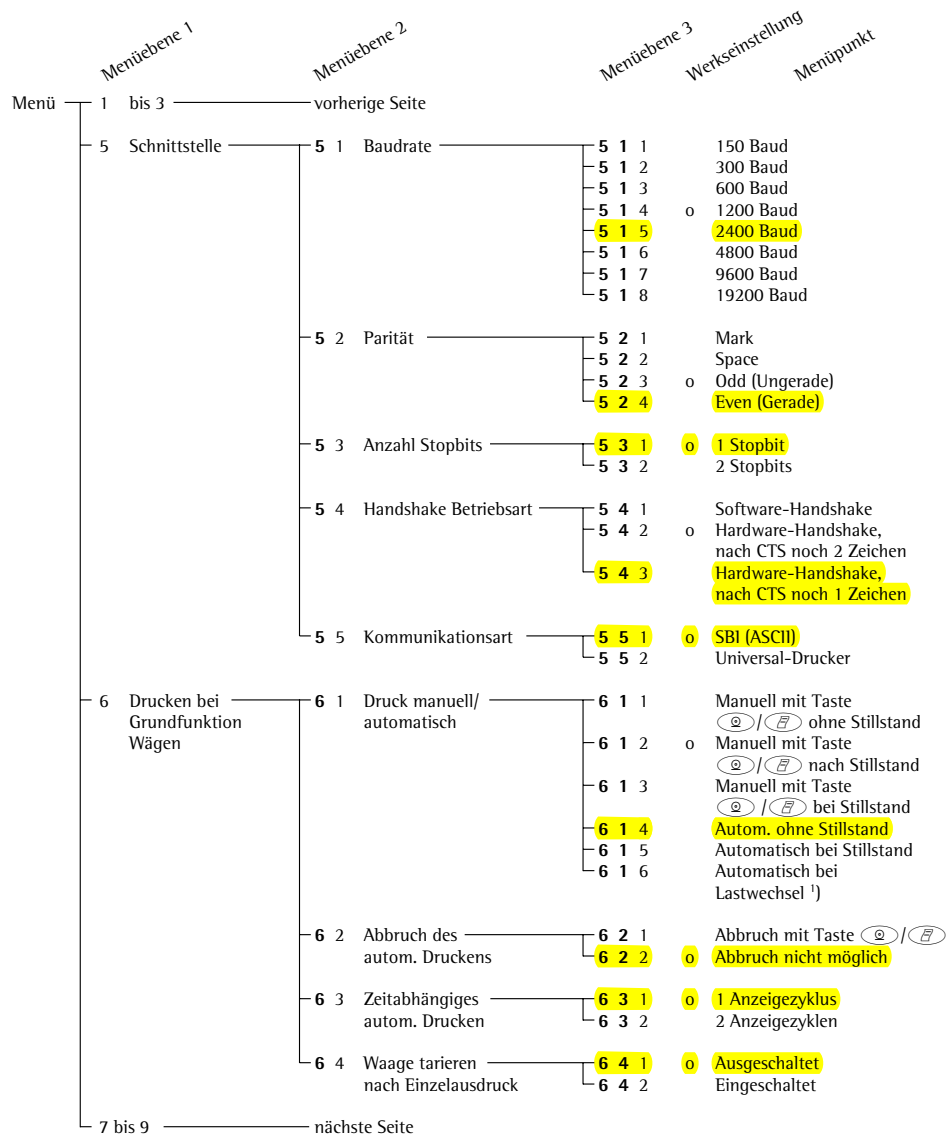 Menüebene 1 Menüebene 2 Menüebene 3 Werkseinstellung Menüpunkt
Menü 1 bis 3 vorherige Seite
5 Schnittstelle 5 1 Baudrate 5 1 1 150 Baud
5 1 2 300 Baud
5 1 3 600 Baud
5 1 4 o 1200 Baud
5 1 5 2400 Baud
5 1 6 4800 Baud
5 1 7 9600 Baud
5 1 8 19200 Baud
5 2 Parität 5 2 1 Mark
5 2 2 Space
5 2 3 o Odd (Ungerade)
5 2 4 Even (Gerade)
5 3 Anzahl Stopbits 5 3 1 o 1 Stopbit
5 3 2 2 Stopbits
5 4 Handshake Betriebsart 5 4 1 Software-Handshake
5 4 2 o Hardware-Handshake,
nach CTS noch 2 Zeichen
5 4 3 Hardware-Handshake,
nach CTS noch 1 Zeichen
5 5 Kommunikationsart 5 5 1 o SBI (ASCII)
5 5 2 Universal-Drucker
6 Drucken bei 6 1 Druck manuell/ 6 1 1 Manuell mit Taste
Grundfunktion automatisch / ohne Stillstand
Wägen 6 1 2 o Manuell mit Taste
/ nach Stillstand
6 1 3 Manuell mit Taste
/ bei Stillstand
6 1 4 Autom. ohne Stillstand
6 1 5 Automatisch bei Stillstand
6 1 6 Automatisch bei
Lastwechsel ¹)
6 2 Abbruch des 6 2 1 Abbruch mit Taste /
autom. Druckens 6 2 2 o Abbruch nicht möglich
6 3 Zeitabhängiges 6 3 1 o 1 Anzeigezyklus
autom. Drucken 6 3 2 2 Anzeigezyklen
6 4 Waage tarieren 6 4 1 o Ausgeschaltet
nach Einzelausdruck 6 4 2 Eingeschaltet
7 bis 9 nächste Seite